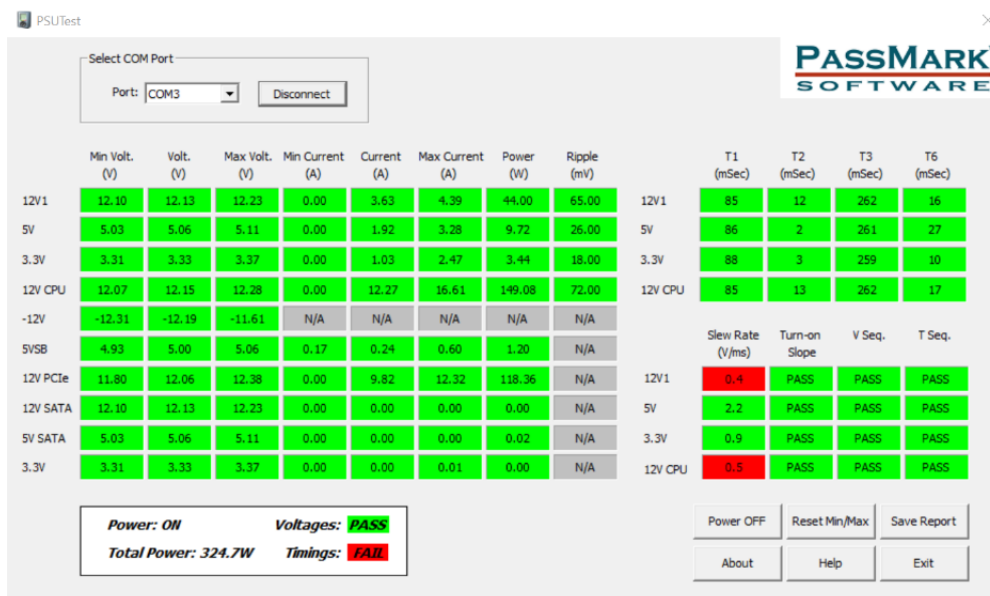 PSUTest
Select COM Port
Port: COM3 Disconnect
PASSMARK
SOFTWARE
Min Volt. Volt. Max Volt. Min Current Current Max Current Power Ripple
(V) (V) (V) (A) (A) (A) (W) (mV)
12V1 12.10 12.13 12.23 0.00 3.63 4.39 44.00 65.00
5V 5.03 5.06 5.11 0.00 1.92 3.28 9.72 26.00
3.3V 3.31 3.33 3.37 0.00 1.03 2.47 3.44 18.00
12V CPU 12.07 12.15 12.28 0.00 12.27 16.61 149.08 72.00
-12V -12.31 -12.19 -11.61 N/A N/A N/A N/A N/A
5VSB 4.93 5.00 5.06 0.17 0.24 0.60 1.20 N/A
12V PCIe 11.80 12.06 12.38 0.00 9.82 12.32 118.36 N/A
12V SATA 12.10 12.13 12.23 0.00 0.00 0.00 0.00 N/A
5V SATA 5.03 5.06 5.11 0.00 0.00 0.00 0.02 N/A
3.3V 3.31 3.33 3.37 0.00 0.00 0.01 0.00 N/A
T1 T2 T3 T6
(mSec) (mSec) (mSec) (mSec)
12V1 85 12 262 16
5V 86 2 261 27
3.3V 88 3 259 10
12V CPU 85 13 262 17
Slew Rate Turn-on V Seq. T Seq.
(V/ms) Slope
12V1 0.4 PASS PASS PASS
5V 2.2 PASS PASS PASS
3.3V 0.9 PASS PASS PASS
12V CPU 0.5 PASS PASS PASS
Power: ON Voltages: PASS
Total Power: 324.7W Timings: FAIL
Power OFF Reset Min/Max Save Report
About Help Exit